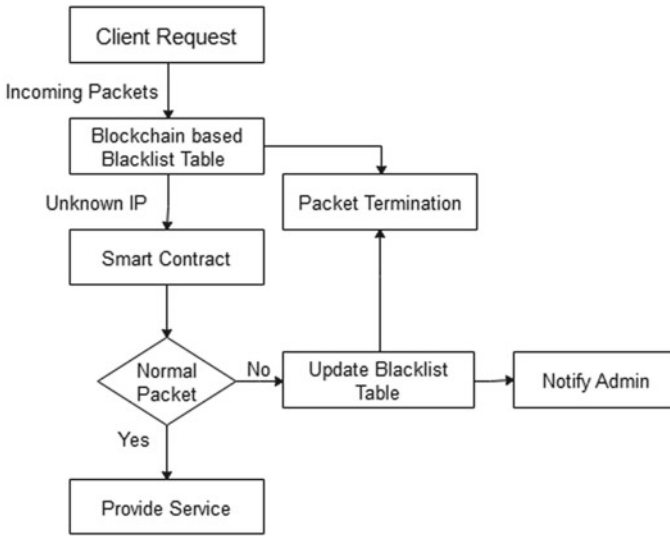 Client Request
Incoming Packets
Blockchain based
Blacklist Table
Unknown IP
Packet Termination
Smart Contract
Normal
Packet
No
Update Blacklist
Table
Notify Admin
Yes
Provide Service